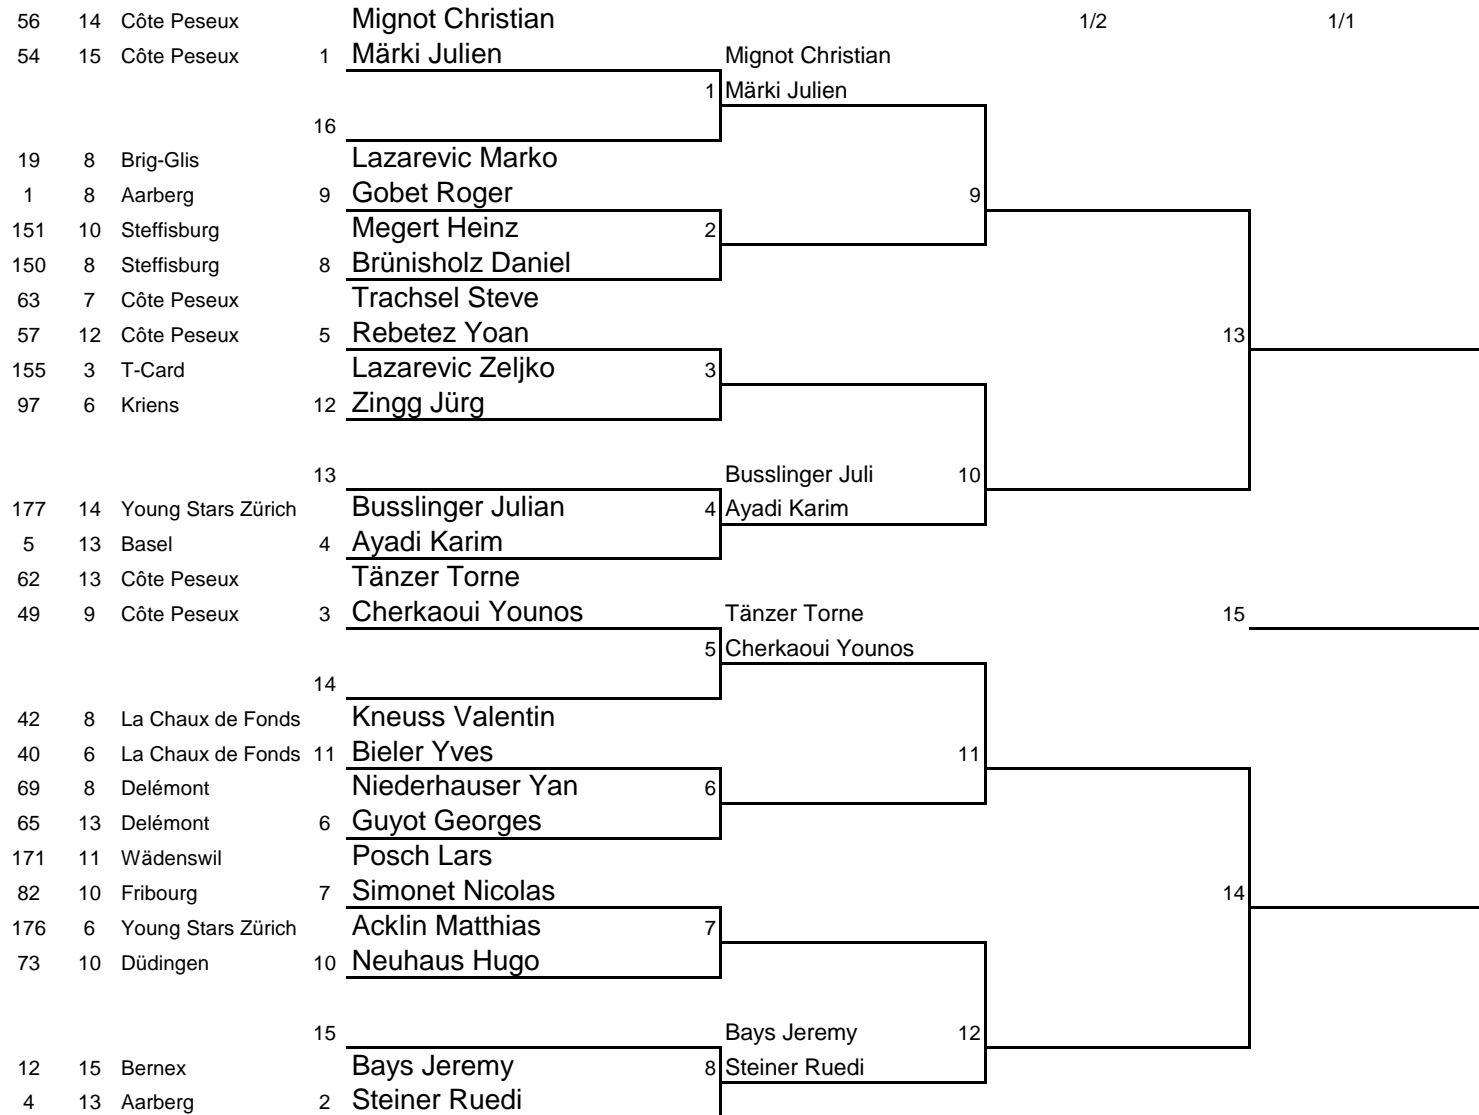 56 14 Côte Peseux Mignot Christian 1/2 1/1
54 15 Côte Peseux 1 Märki Julien Mignot Christian
1 Märki Julien
16
19 8 Brig-Glis Lazarevic Marko
1 8 Aarberg 9 Gobet Roger 9
151 10 Steffisburg Megert Heinz 2
150 8 Steffisburg 8 Brünisholz Daniel
63 7 Côte Peseux Trachsel Steve
57 12 Côte Peseux 5 Rebetez Yoan 13
155 3 T-Card Lazarevic Zeljko 3
97 6 Kriens 12 Zingg Jürg
13 Busslinger Juli 10
177 14 Young Stars Zürich Busslinger Julian 4 Ayadi Karim
5 13 Basel 4 Ayadi Karim
62 13 Côte Peseux Tänzer Torne
49 9 Côte Peseux 3 Cherkaoui Younos Tänzer Torne 15
5 Cherkaoui Younos
14
42 8 La Chaux de Fonds Kneuss Valentin
40 6 La Chaux de Fonds 11 Bieler Yves 11
69 8 Delémont Niederhauser Yan 6
65 13 Delémont 6 Guyot Georges
171 11 Wädenswil Posch Lars
82 10 Fribourg 7 Simonet Nicolas 14
176 6 Young Stars Zürich Acklin Matthias 7
73 10 Düdingen 10 Neuhaus Hugo
15 Bays Jeremy 12
12 15 Bernex Bays Jeremy 8 Steiner Ruedi
4 13 Aarberg 2 Steiner Ruedi